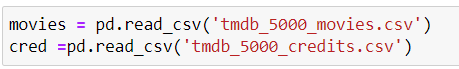 movies = pd.read_csv('tmdb_5000_movies.csv')
cred =pd.read_csv('tmdb_5000_credits.csv')